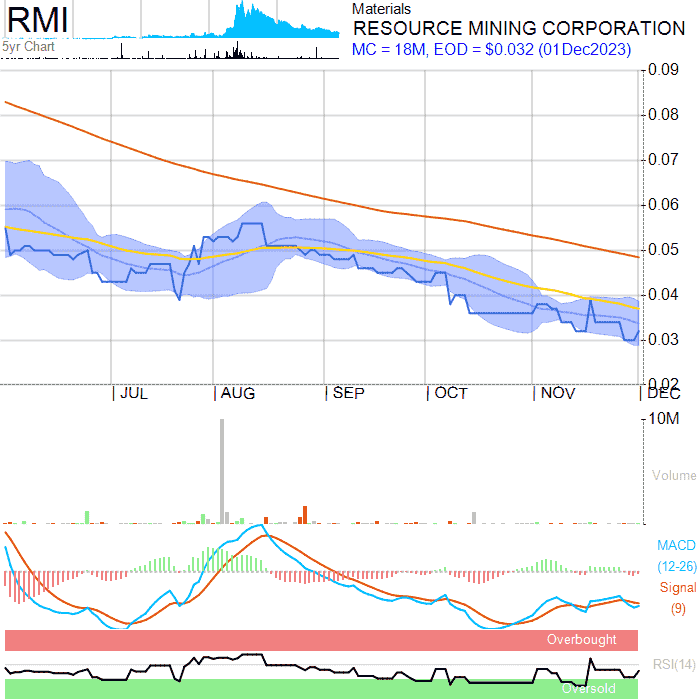 RMI
5yr Chart
Materials
RESOURCE MINING CORPORATION
MC = 18M, EOD = $0.032 (01Dec2023)
0.09
0.08
0.07
0.06
0.05
0.04
0.03
0.02
JUL AUG SEP OCT NOV DEC
10M
Volume
MACD
(12-26)
Signal
(9)
Overbought
RSI(14)
Oversold